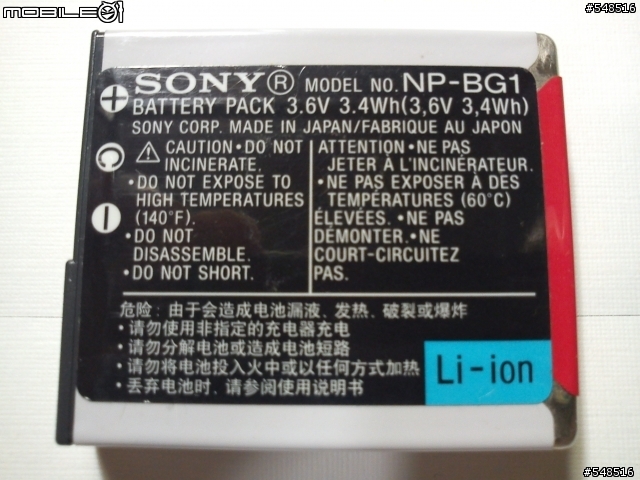 MOBILE01
#548516
SONY® MODEL NO. NP-BG1
BATTERY PACK 3.6V 3.4Wh(3,6V 3,4Wh)
SONY CORP. MADE IN JAPAN/FABRIQUE AU JAPON
⚠ CAUTION•DO NOT
INCINERATE.
•DO NOT EXPOSE TO
HIGH TEMPERATURES
(140°F).
•DO NOT
DISASSEMBLE.
•DO NOT SHORT.
ATTENTION•NE PAS
JETER À L'INCINÉRATEUR.
•NE PAS EXPOSER À DES
TEMPÉRATURES (60°C)
ÉLEVÉES.•NE PAS
DÉMONTER.•NE
COURT-CIRCUITEZ
PAS.
危险: 由于会造成电池漏液、发热、破裂或爆炸
•请勿使用非指定的充电器充电
•请勿分解电池或造成电池短路
•请勿将电池投入火中或以任何方式加热
•丢弃电池时、请参阅使用说明书
Li-ion
#548516